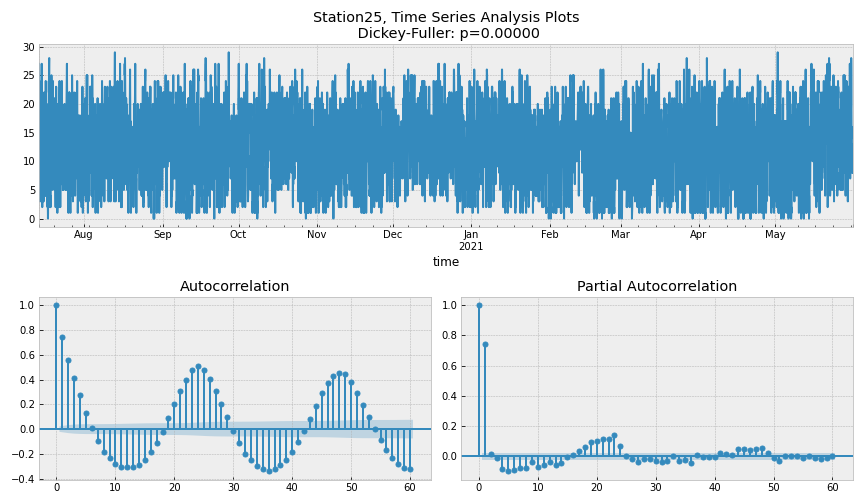 Station25, Time Series Analysis Plots
Dickey-Fuller: p=0.00000
30
25
20
15
10
5
0
Aug Sep Oct Nov Dec Jan Feb Mar Apr May
2021
time
Autocorrelation
1.0
0.8
0.6
0.4
0.2
0.0
−0.2
−0.4
0 10 20 30 40 50 60
Partial Autocorrelation
1.0
0.8
0.6
0.4
0.2
0.0
0 10 20 30 40 50 60